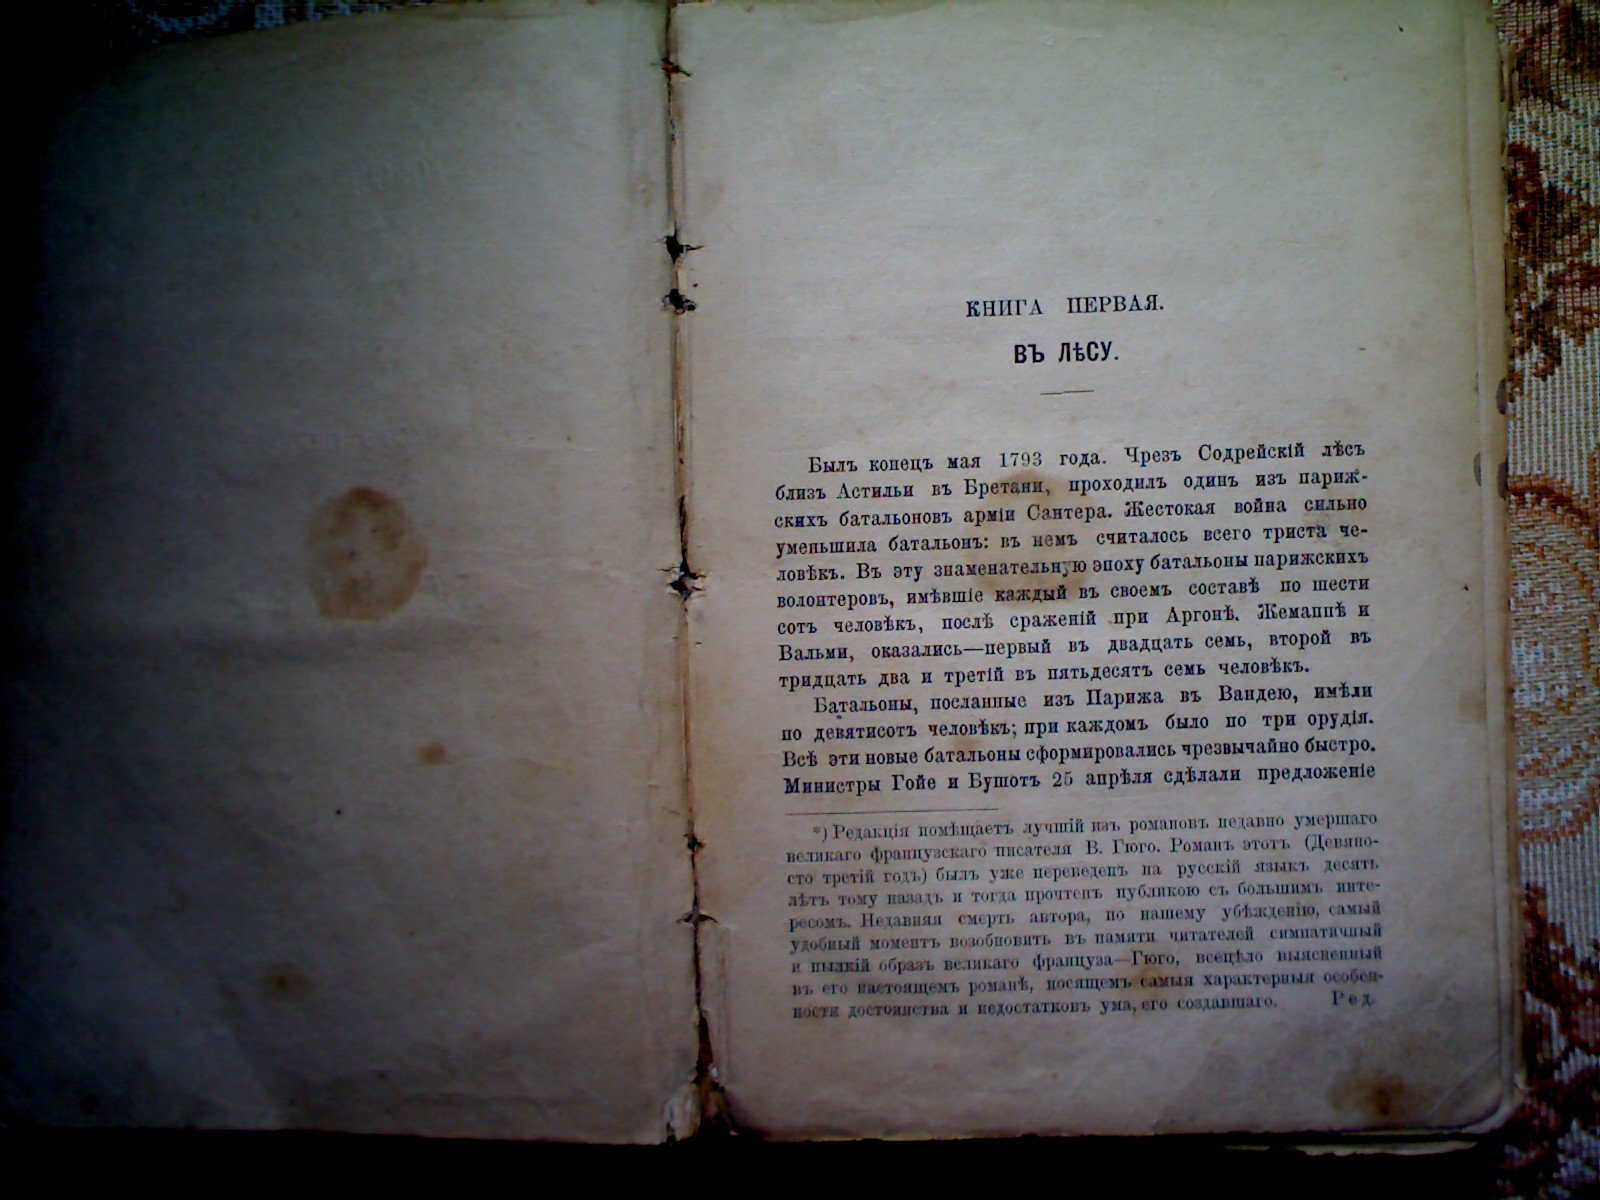 КНИГА ПЕРВАЯ.
ВЪ ЛѢСУ.
Былъ конецъ мая 1793 года. Чрезъ Содрейскій лѣсъ
близъ Астильи въ Бретани, проходилъ одинъ изъ париж-
скихъ батальоновъ арміи Сантера. Жестокая война сильно
уменьшила батальонъ: въ немъ считалось всего триста че-
ловѣкъ. Въ эту знаменательную эпоху батальоны парижскихъ
волонтеровъ, имѣвшіе каждый въ своемъ составѣ по шести
сотъ человѣкъ, послѣ сраженій при Аргонѣ, Жемаппѣ и
Вальми, оказались—первый въ двадцать семь, второй въ
тридцать два и третій въ пятьдесятъ семь человѣкъ.
Батальоны, посланные изъ Парижа въ Вандею, имѣли
по девятисотъ человѣкъ; при каждомъ было по три орудія.
Всѣ эти новые батальоны сформировались чрезвычайно быстро.
Министры Гойе и Бушотъ 25 апрѣля сдѣлали предложеніе
*) Редакція помѣщаетъ лучшій изъ романовъ недавно умершаго
великаго французскаго писателя В. Гюго. Романъ этотъ (Девяно-
сто третій годъ) былъ уже переведенъ на русскій языкъ десять
лѣтъ тому назадъ и тогда прочтенъ публикою съ большимъ инте-
ресомъ. Недавняя смерть автора, по нашему убѣжденію, самый
удобный моментъ возобновить въ памяти читателей симпатичный
и пылкій образъ великаго француза—Гюго, всецѣло выясненный
въ его настоящемъ романѣ, носящемъ самыя характерныя особен-
ности достоинства и недостатковъ ума, его создавшаго. Ред.